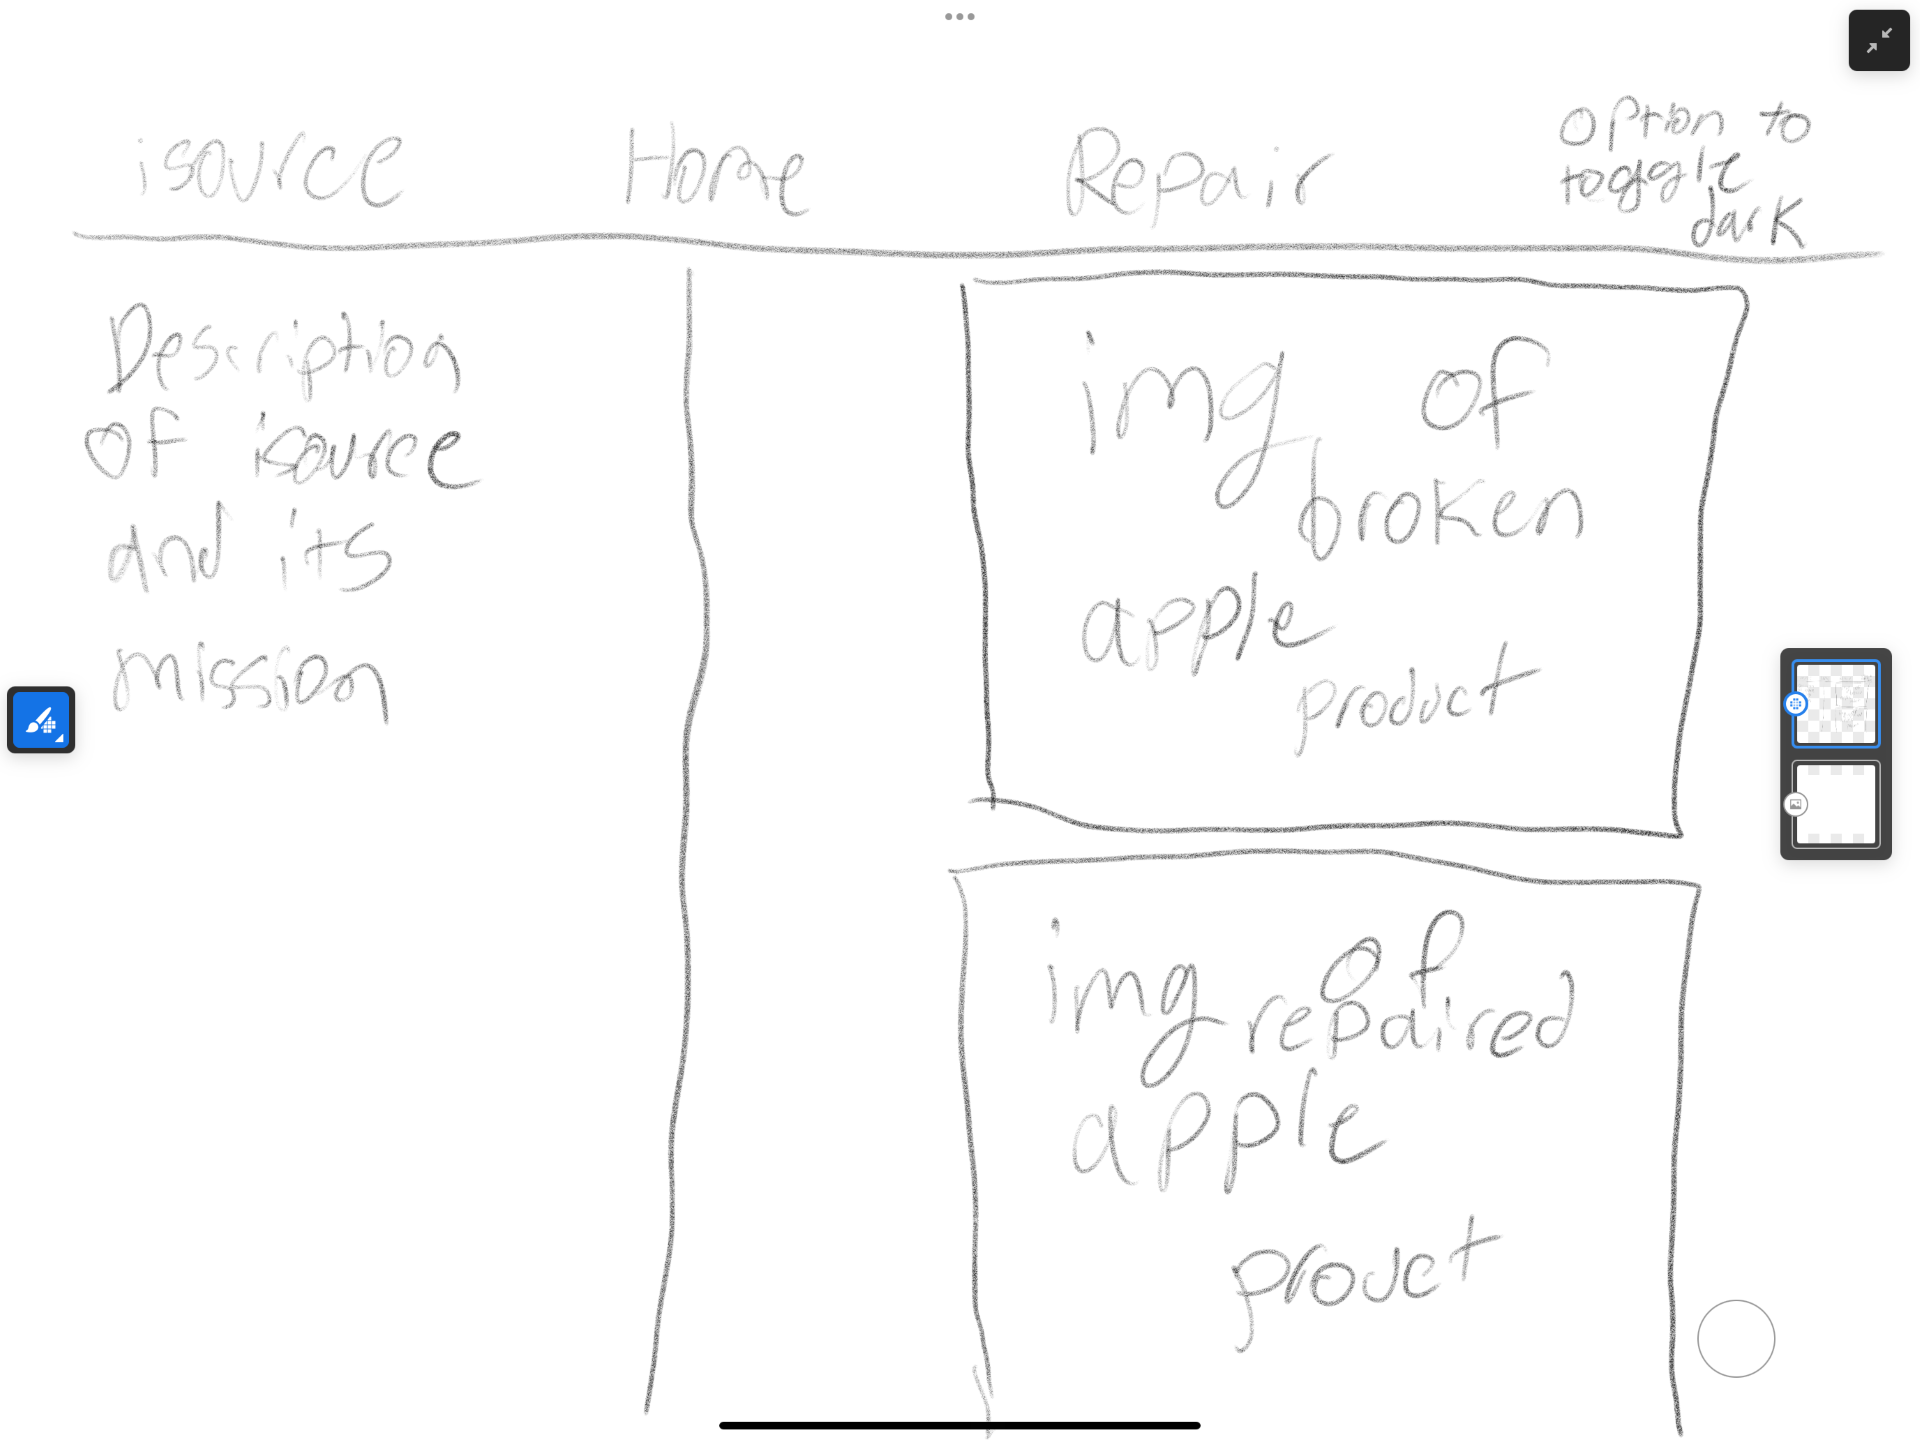 isource Home Repair option to toggle dark
Description
of isource
and its
mission
img of
broken
apple
product
img of
repaired
apple
prouct